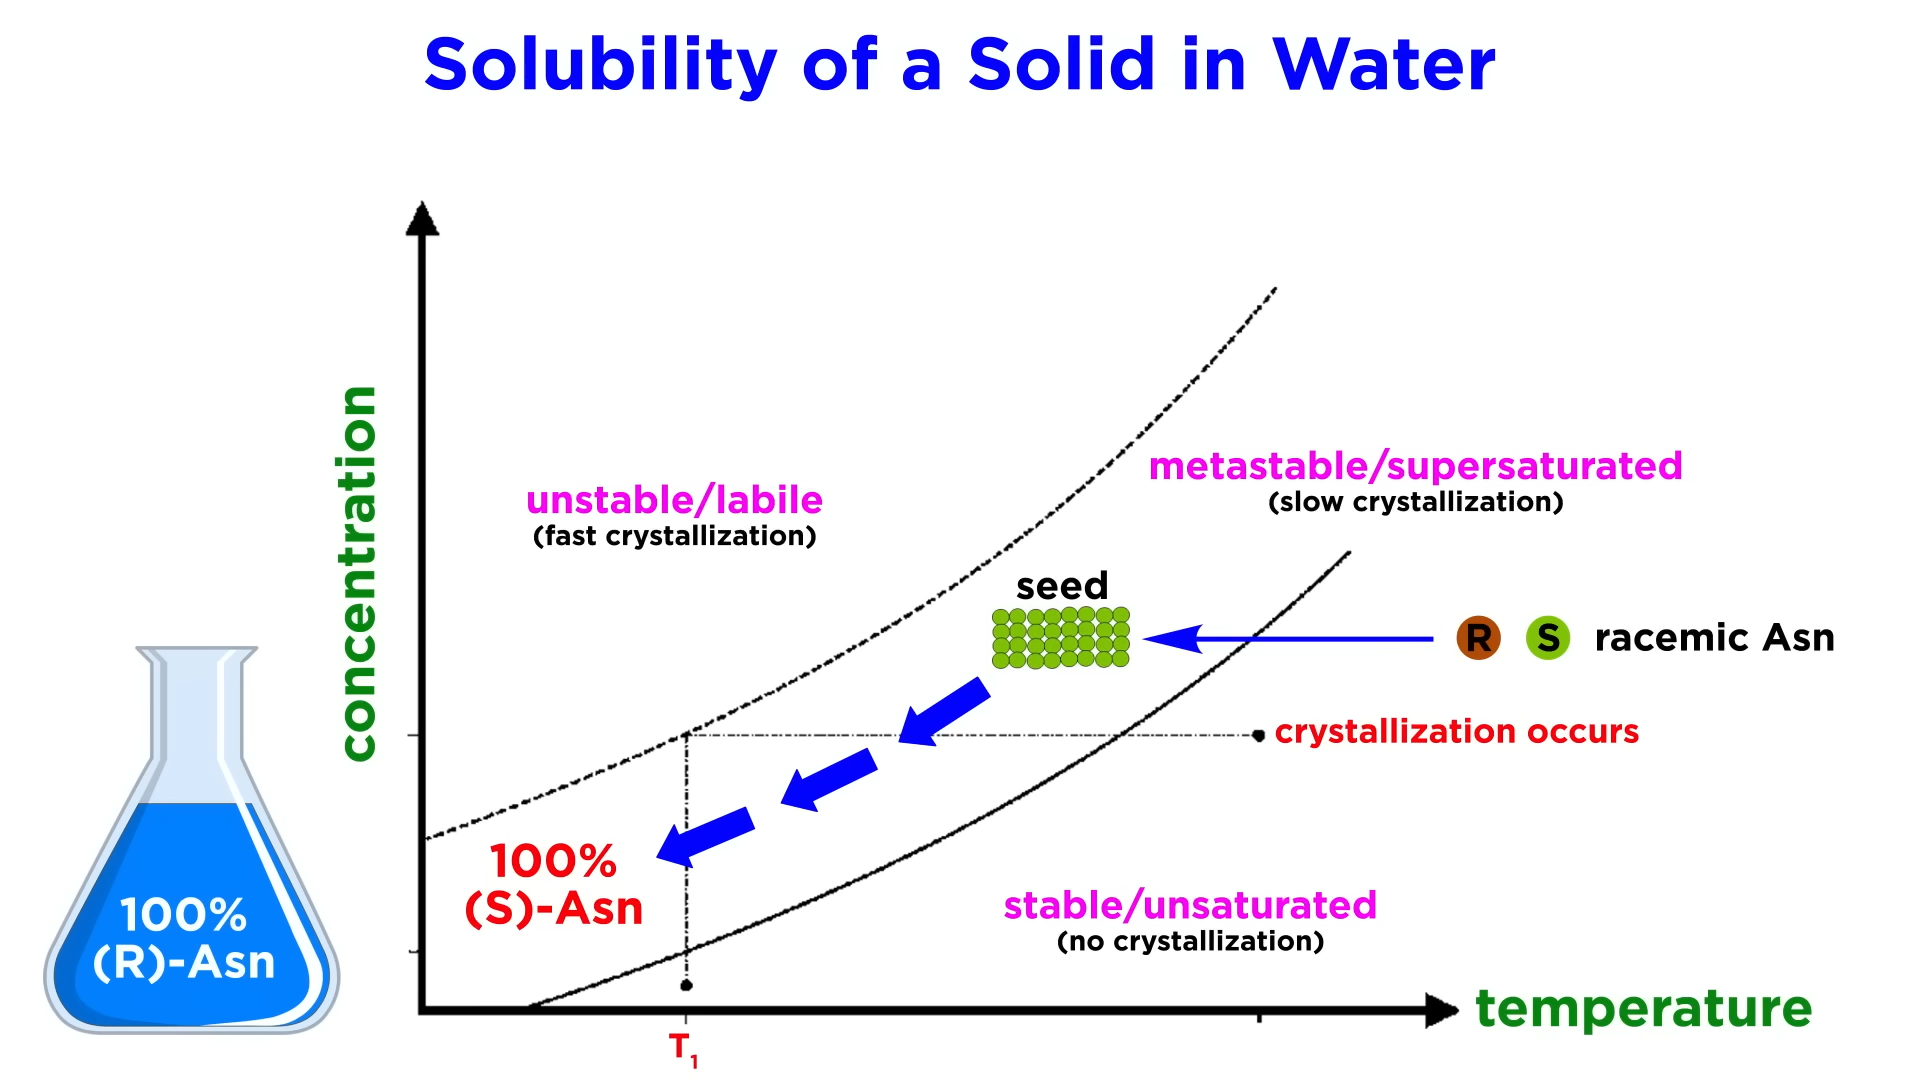 Solubility of a Solid in Water
concentration
unstable/labile
(fast crystallization)
metastable/supersaturated
(slow crystallization)
seed
R S racemic Asn
crystallization occurs
100%
(S)-Asn
100%
(R)-Asn
stable/unsaturated
(no crystallization)
temperature
T₁